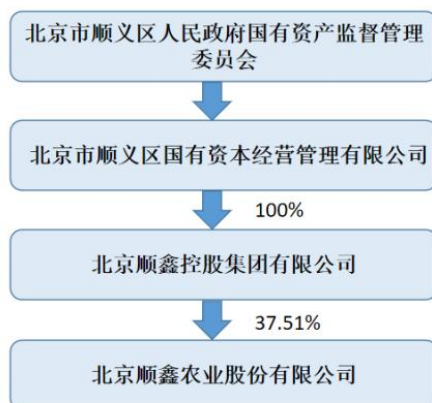 北京市顺义区人民政府国有资产监督管理
委员会
北京市顺义区国有资本经营管理有限公司
100%
北京顺鑫控股集团有限公司
37.51%
北京顺鑫农业股份有限公司